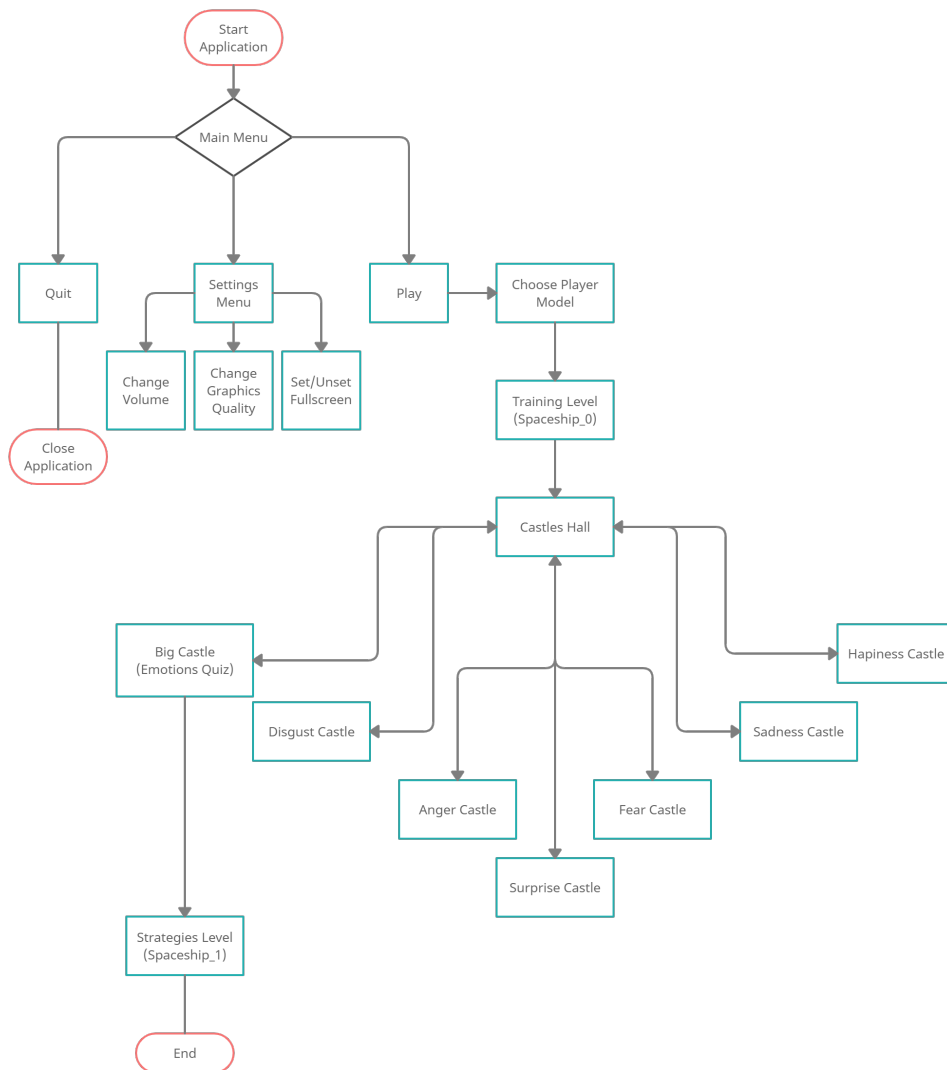 Start
Application
Main Menu
Quit
Settings
Menu
Play
Choose Player
Model
Change
Volume
Change
Graphics
Quality
Set/Unset
Fullscreen
Training Level
(Spaceship_0)
Close
Application
Castles Hall
Big Castle
(Emotions Quiz)
Hapiness Castle
Disgust Castle
Sadness Castle
Anger Castle
Fear Castle
Surprise Castle
Strategies Level
(Spaceship_1)
End